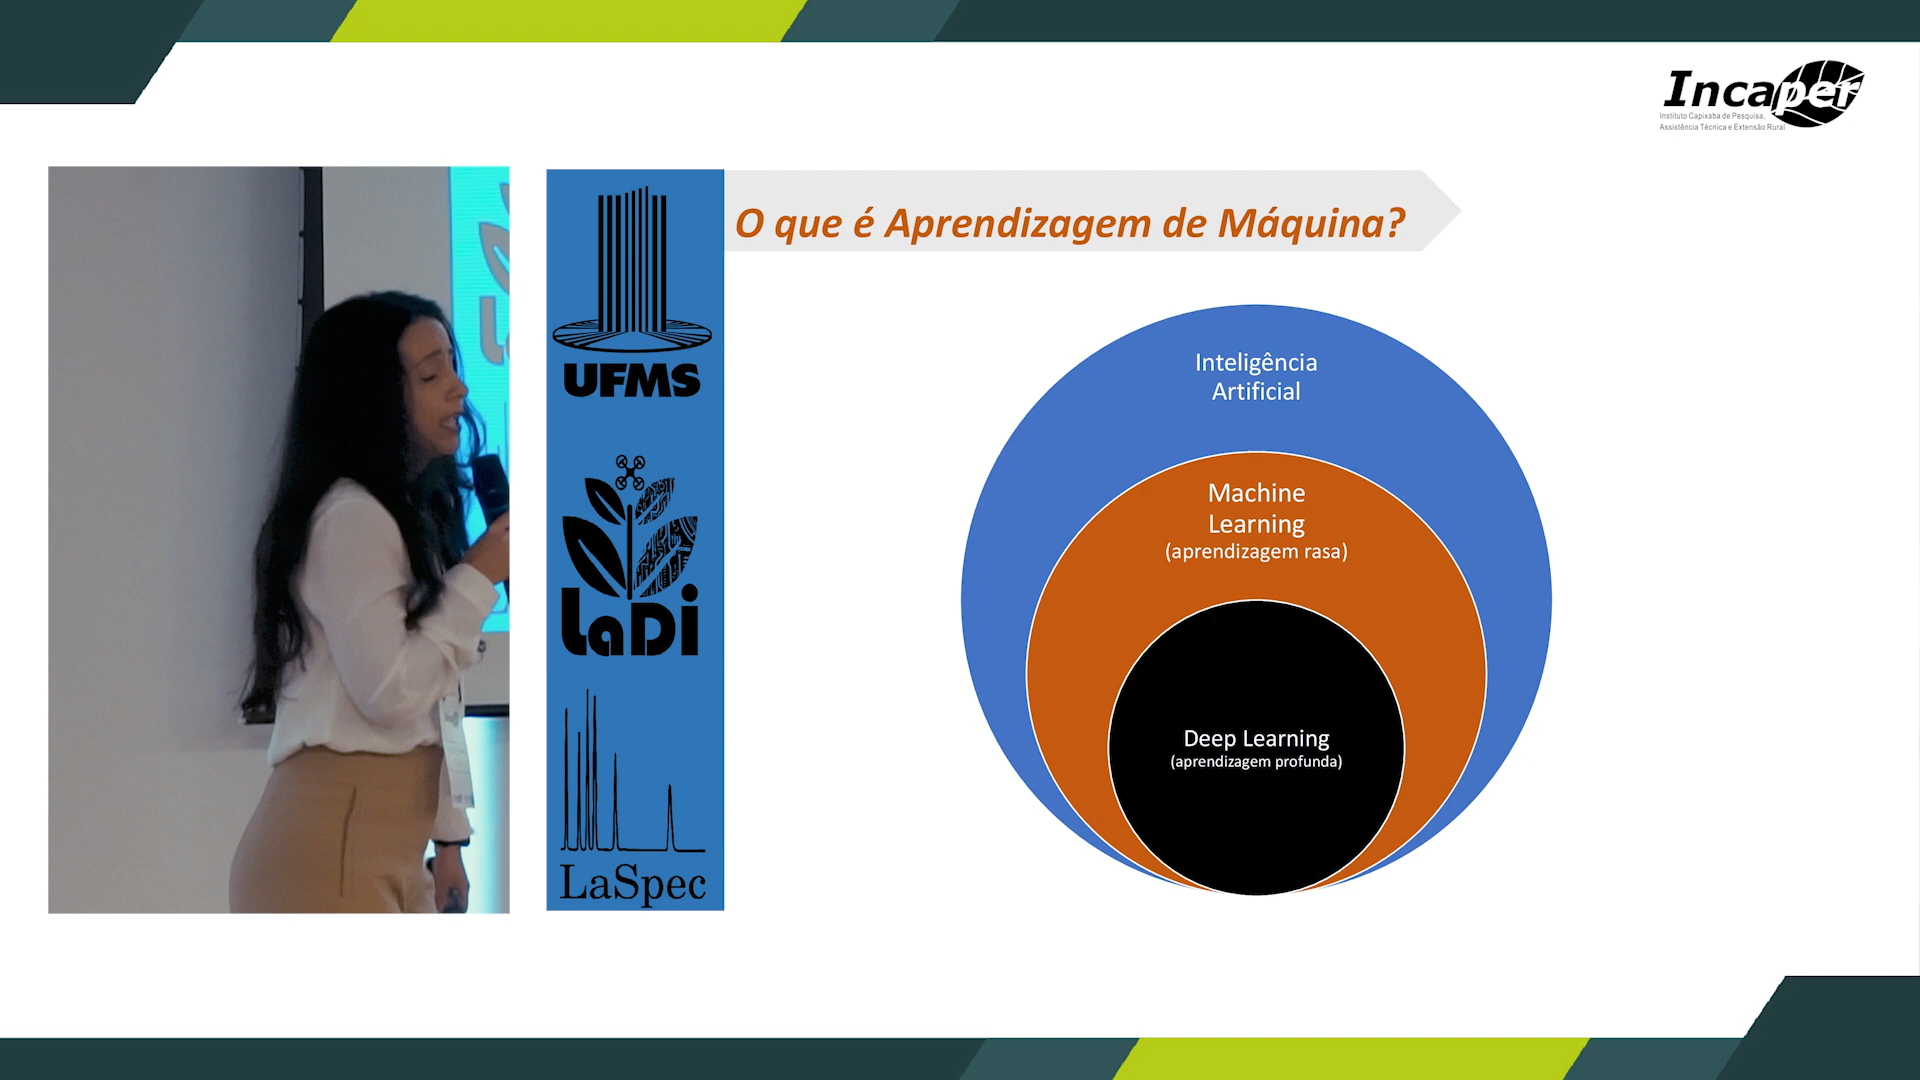 Incaper
Instituto Capixaba de Pesquisa,
Assistência Técnica e Extensão Rural
O que é Aprendizagem de Máquina?
UFMS
LaDi
LaSpec
Inteligência
Artificial
Machine
Learning
(aprendizagem rasa)
Deep Learning
(aprendizagem profunda)